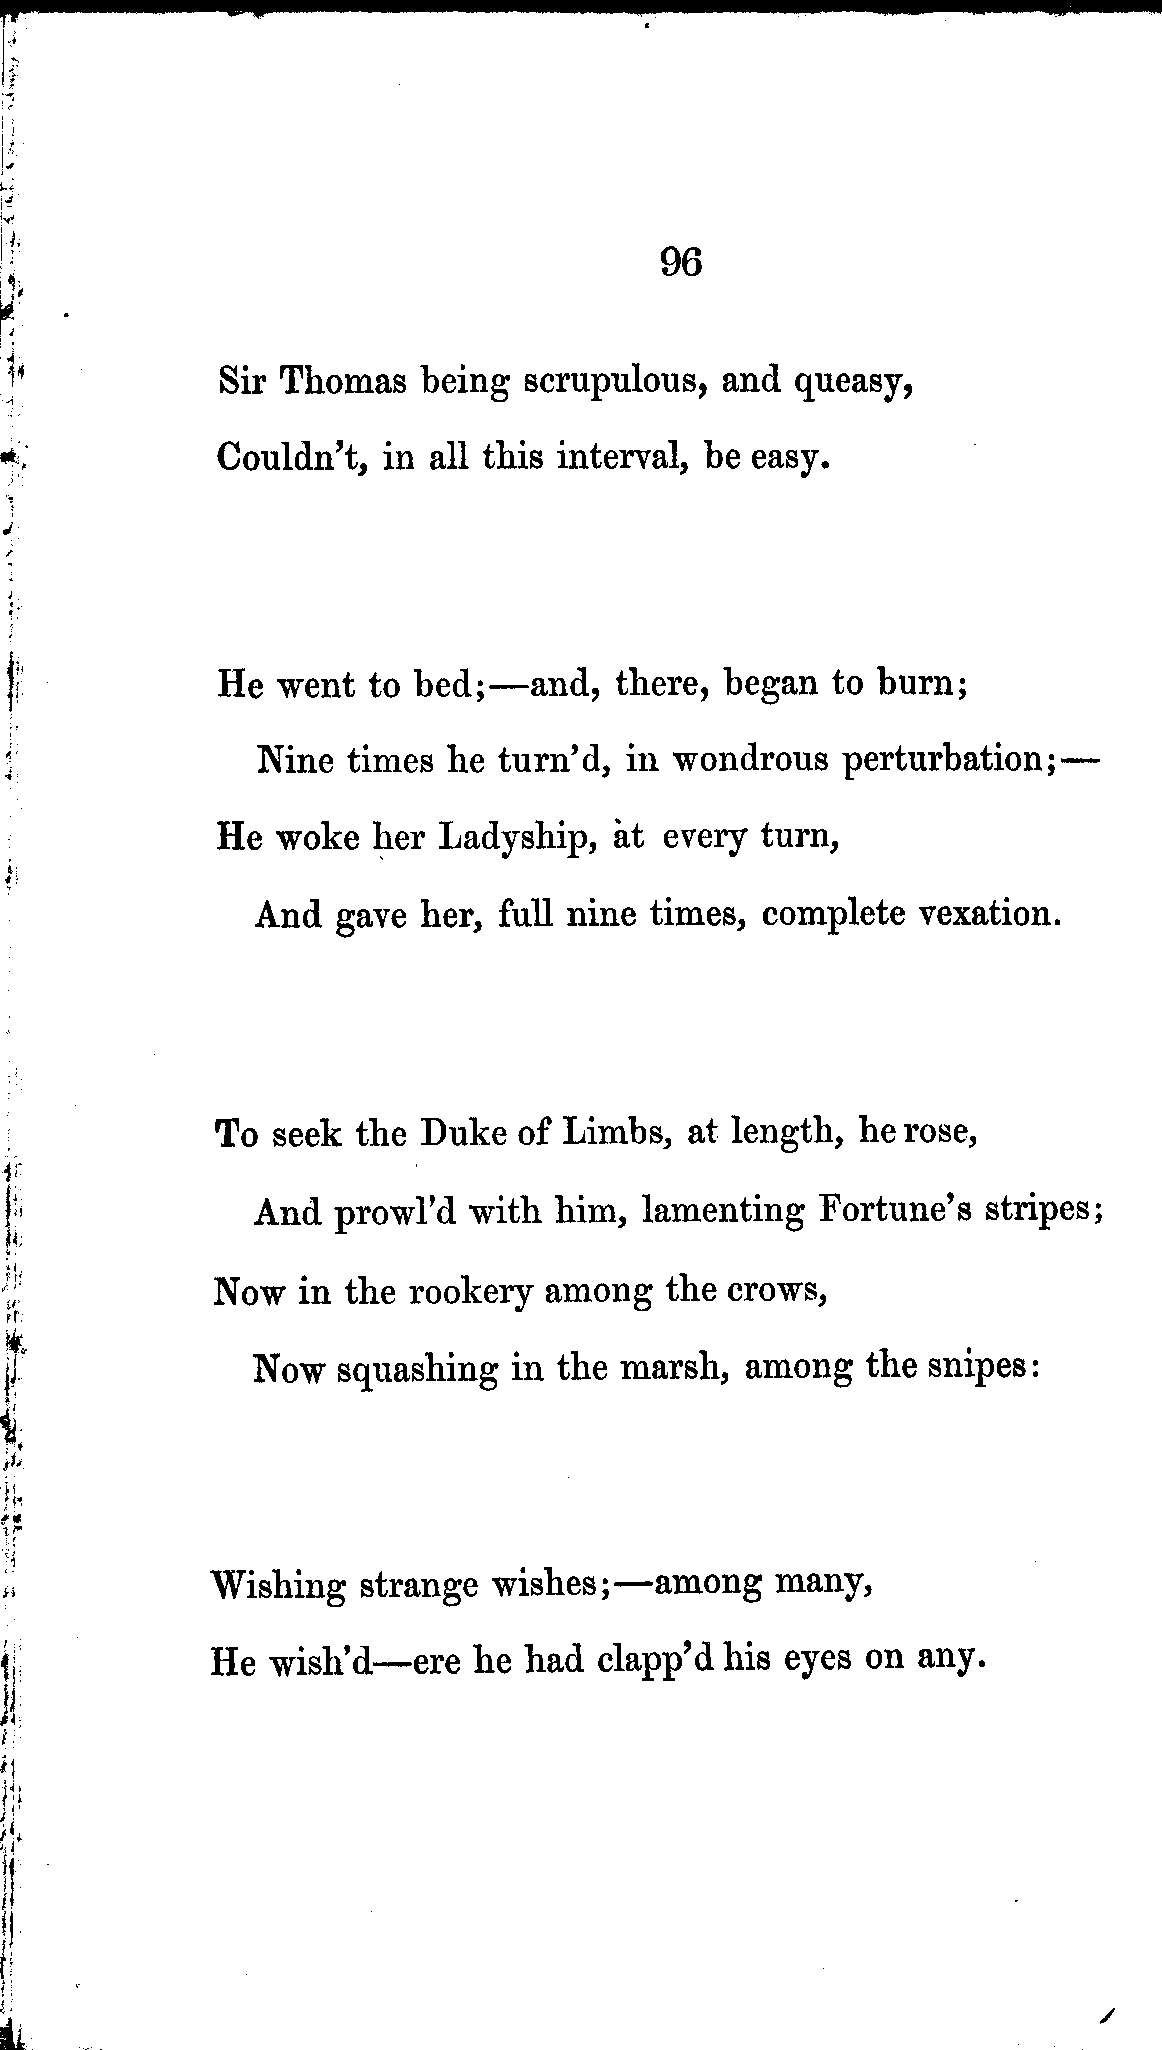 96
Sir Thomas being scrupulous, and queasy,
Couldn't, in all this interval, be easy.
He went to bed;—and, there, began to burn;
Nine times he turn'd, in wondrous perturbation;—
He woke her Ladyship, at every turn,
And gave her, full nine times, complete vexation.
To seek the Duke of Limbs, at length, he rose,
And prowl'd with him, lamenting Fortune's stripes;
Now in the rookery among the crows,
Now squashing in the marsh, among the snipes:
Wishing strange wishes;—among many,
He wish'd—ere he had clapp'd his eyes on any.